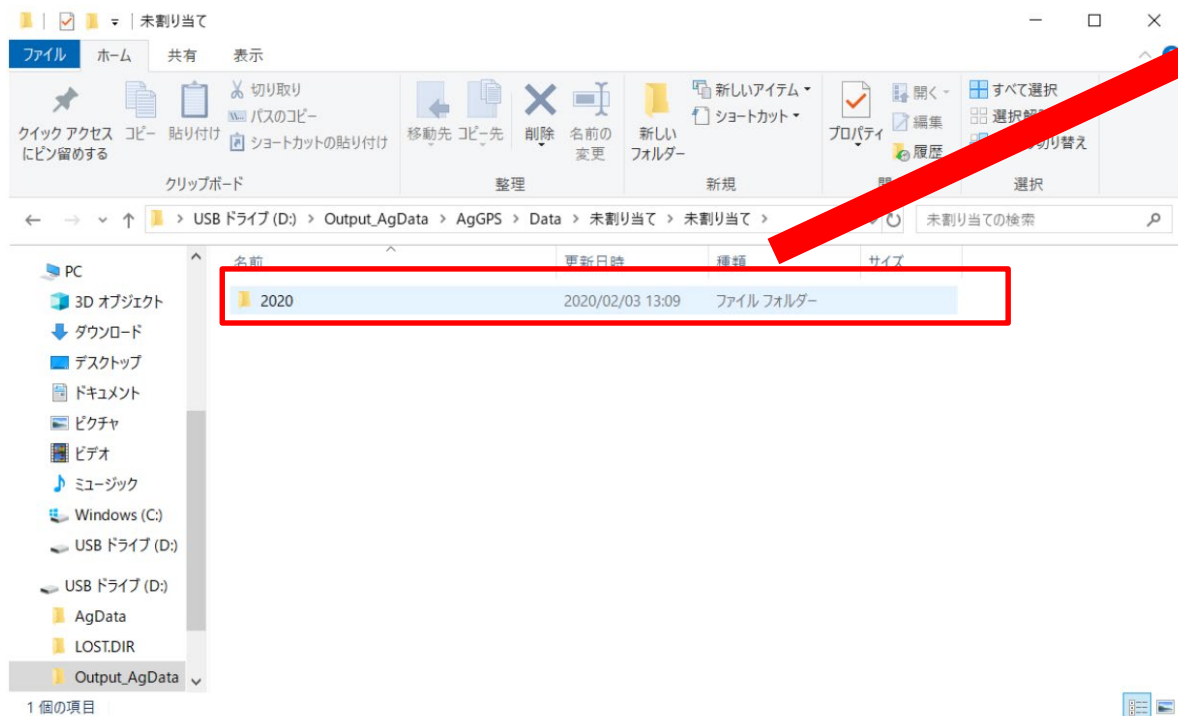 未割り当て
ファイル ホーム 共有 表示
クイック アクセス
にピン留めする
コピー
貼り付け
切り取り
パスのコピー
ショートカットの貼り付け
クリップボード
移動先
コピー先
削除
名前の
変更
整理
新しい
フォルダー
新しいアイテム
ショートカット
新規
プロパティ
開く
編集
履歴
すべて選択
選択
USB ドライブ (D:) > Output_AgData > AgGPS > Data > 未割り当て > 未割り当て >
未割り当ての検索
名前 更新日時 種類 サイズ
2020 2020/02/03 13:09 ファイル フォルダー
PC
3D オブジェクト
ダウンロード
デスクトップ
ドキュメント
ピクチャ
ビデオ
ミュージック
Windows (C:)
USB ドライブ (D:)
USB ドライブ (D:)
AgData
LOST.DIR
Output_AgData
1 個の項目